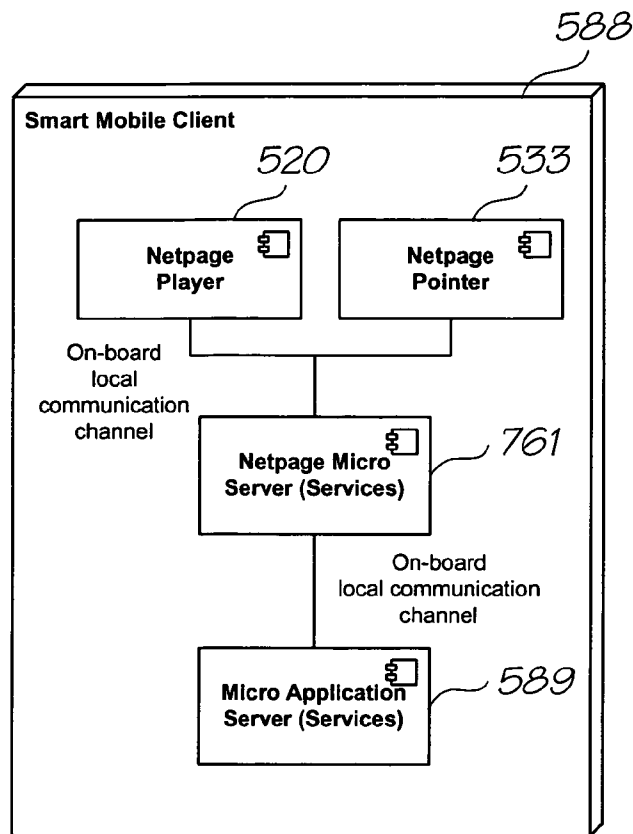 588
Smart Mobile Client
520
533
Netpage
Player
Netpage
Pointer
On-board
local
communication
channel
Netpage Micro
Server (Services)
761
On-board
local communication
channel
Micro Application
Server (Services)
589